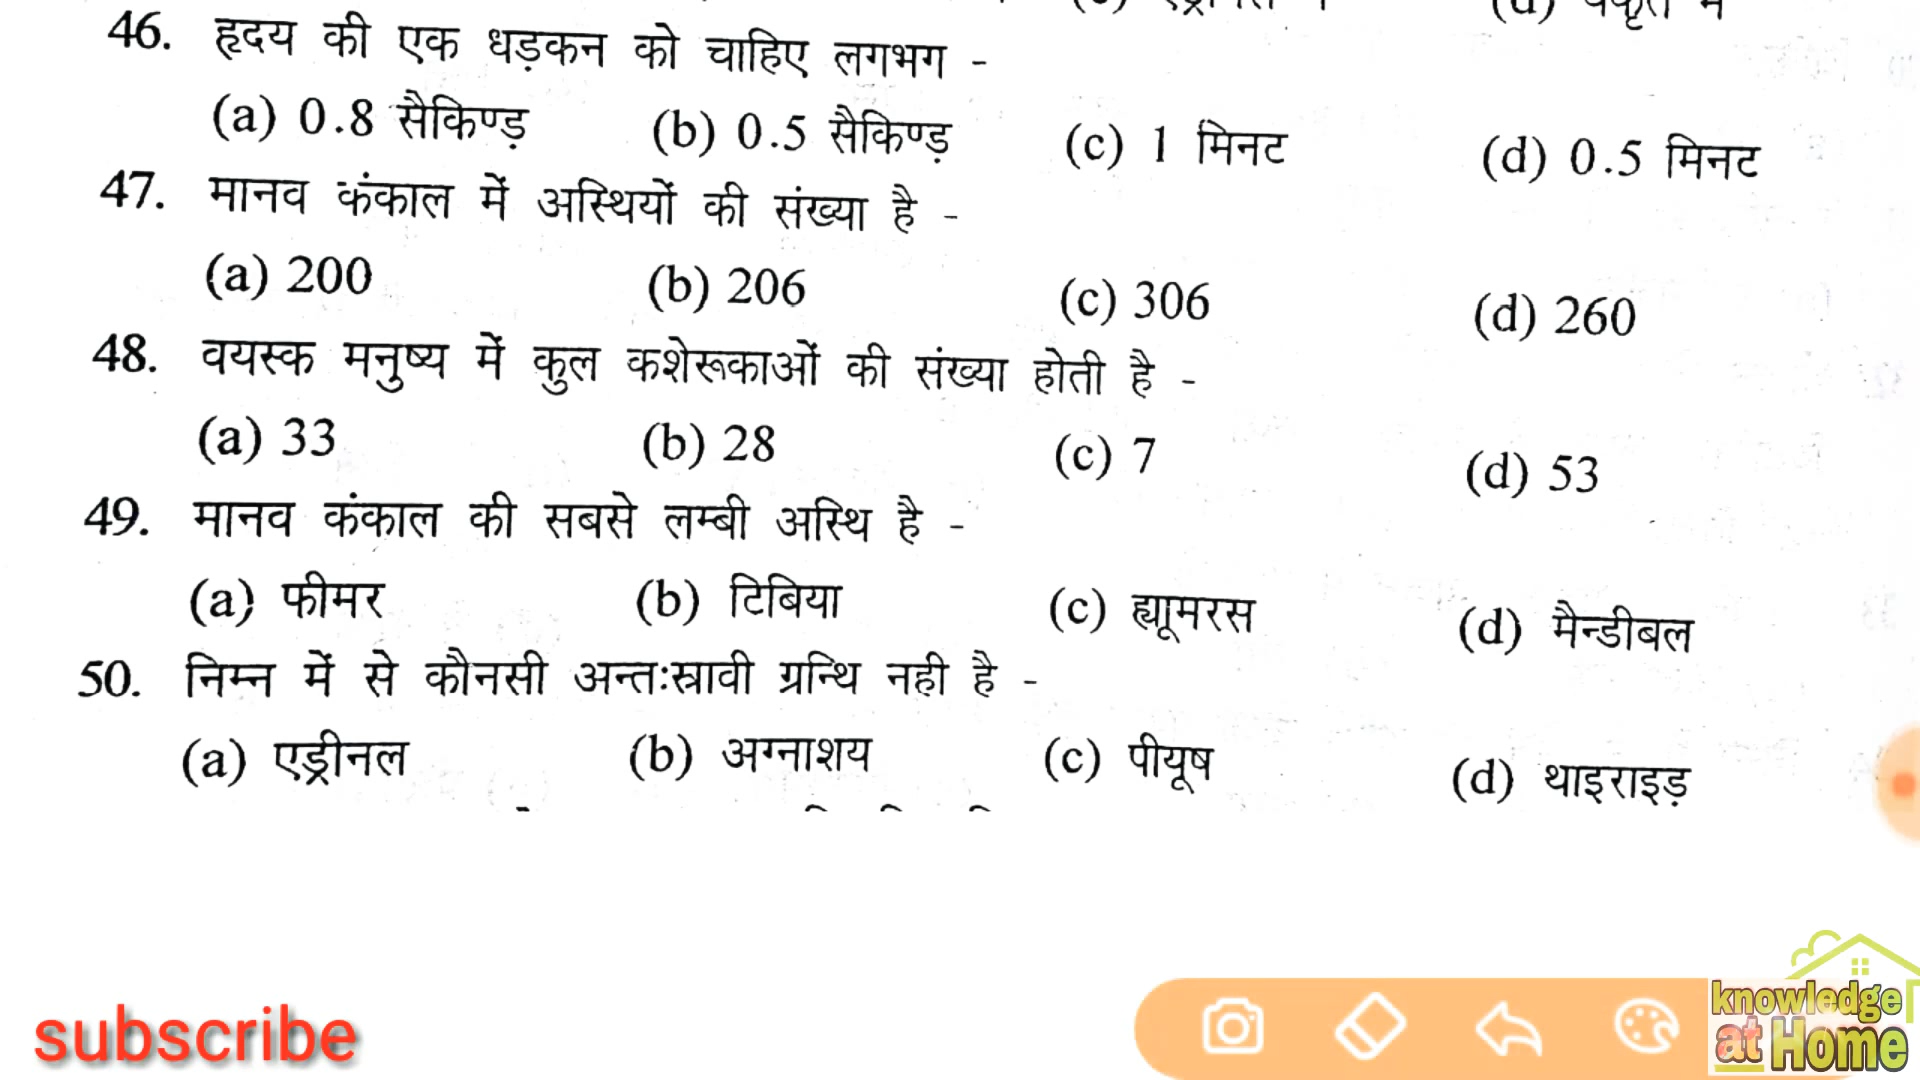 46. हृदय की एक धड़कन को चाहिए लगभग -
(a) 0.8 सैकिण्ड़ (b) 0.5 सैकिण्ड़ (c) 1 मिनट (d) 0.5 मिनट
47. मानव कंकाल में अस्थियों की संख्या है -
(a) 200 (b) 206 (c) 306 (d) 260
48. वयस्क मनुष्य में कुल कशेरूकाओं की संख्या होती है -
(a) 33 (b) 28 (c) 7 (d) 53
49. मानव कंकाल की सबसे लम्बी अस्थि है -
(a) फीमर (b) टिबिया (c) ह्यूमरस (d) मैन्डीबल
50. निम्न में से कौनसी अन्तःस्रावी ग्रन्थि नही है -
(a) एड्रीनल (b) अग्नाशय (c) पीयूष (d) थाइराइड़
subscribe
knowledge
at Home